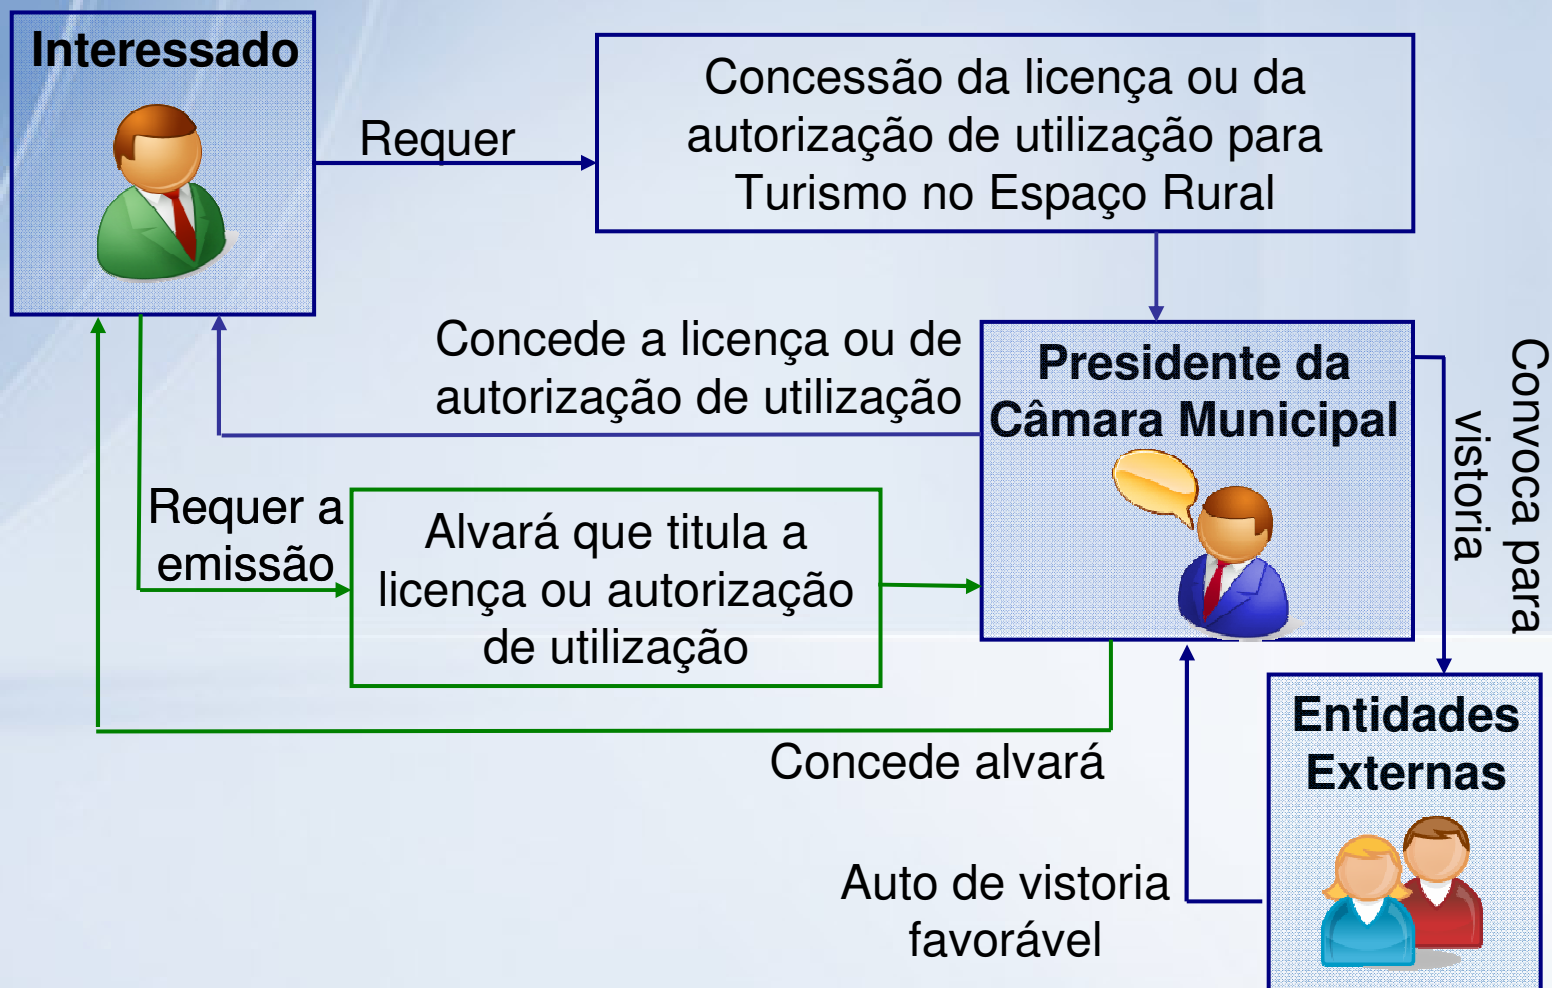 Interessado
Requer
Concessão da licença ou da
autorização de utilização para
Turismo no Espaço Rural
Concede a licença ou de
autorização de utilização
Presidente da
Câmara Municipal
Convoca para
vistoria
Requer a
emissão
Alvará que titula a
licença ou autorização
de utilização
Concede alvará
Entidades
Externas
Auto de vistoria
favorável